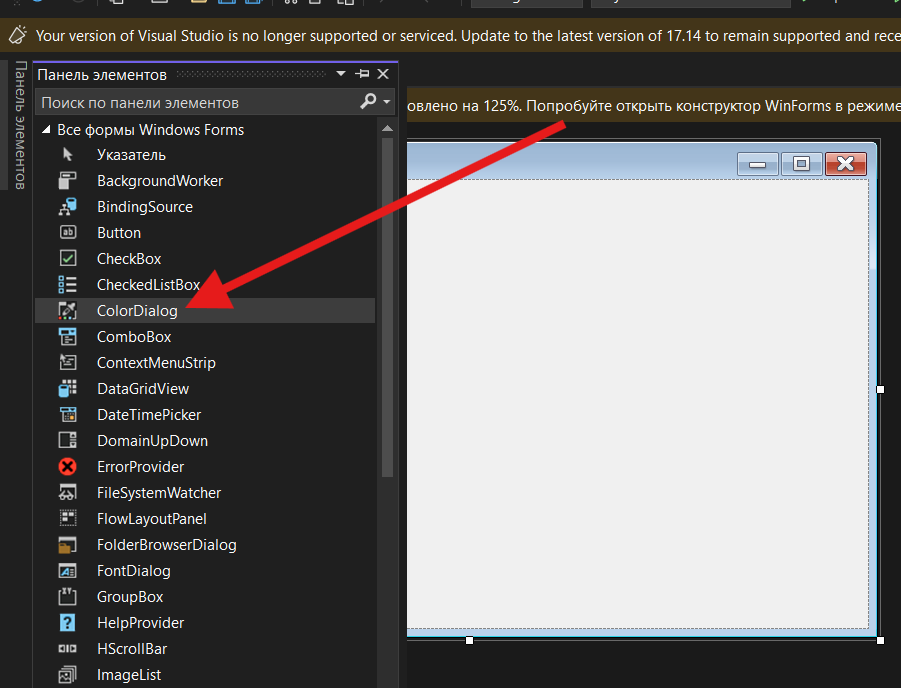 Your version of Visual Studio is no longer supported or serviced. Update to the latest version of 17.14 to remain supported and rece
Панель элементов
Панель элементов
Поиск по панели элементов
овлено на 125%. Попробуйте открыть конструктор WinForms в режиме
Все формы Windows Forms
Указатель
BackgroundWorker
BindingSource
Button
CheckBox
CheckedListBox
ColorDialog
ComboBox
ContextMenuStrip
DataGridView
DateTimePicker
DomainUpDown
ErrorProvider
FileSystemWatcher
FlowLayoutPanel
FolderBrowserDialog
FontDialog
GroupBox
HelpProvider
HScrollBar
ImageList